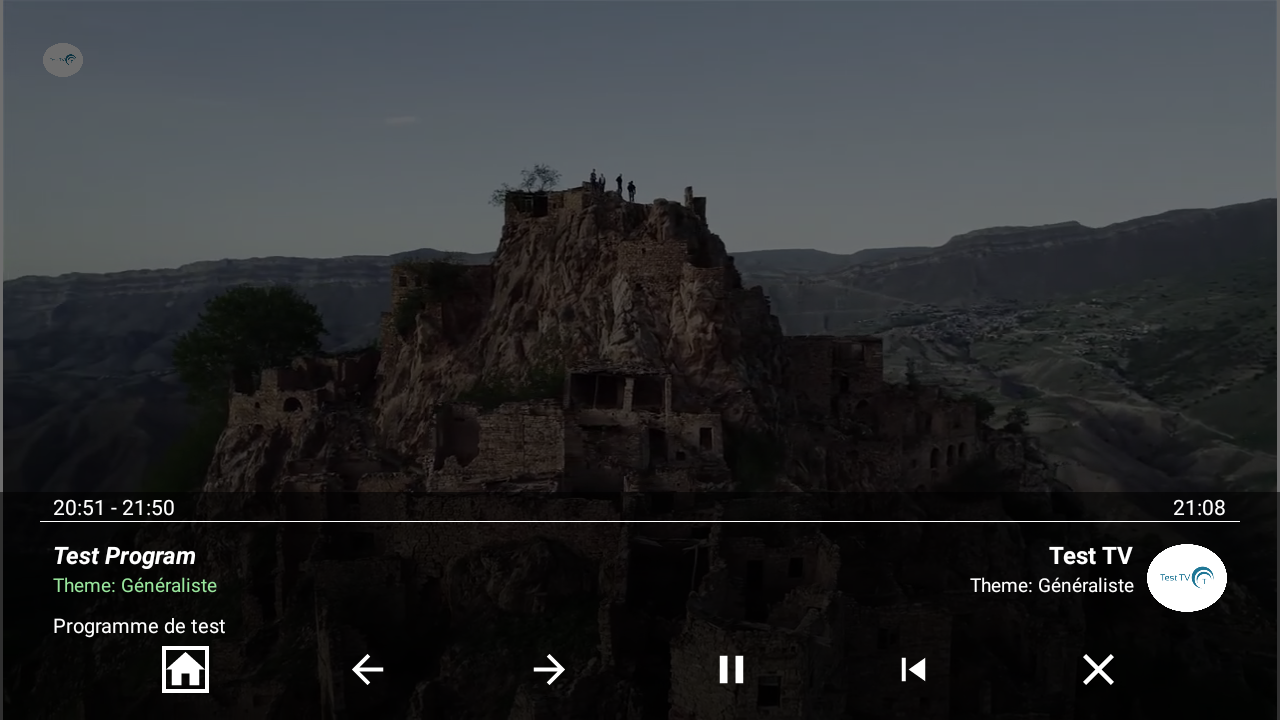 20:51 - 21:50
21:08
Test Program
Theme: Généraliste
Programme de test
Test TV
Theme: Généraliste
Test TV